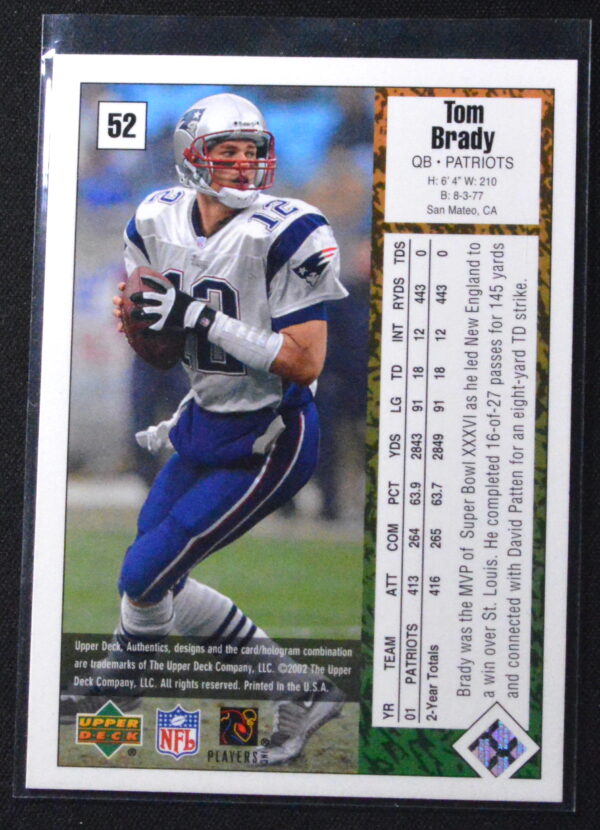 52
Tom
Brady
QB • PATRIOTS
H: 6' 4" W: 210
B: 8-3-77
San Mateo, CA
12
12
YR TEAM ATT COM PCT YDS LG TD INT RYDS TDS
01 PATRIOTS 413 264 63.9 2843 91 18 12 443 0
2-Year Totals 416 265 63.7 2849 91 18 12 443 0
Brady was the MVP of Super Bowl XXXVI as he led New England to
a win over St. Louis. He completed 16-of-27 passes for 145 yards
and connected with David Patten for an eight-yard TD strike.
Upper Deck, Authentics, designs and the card/hologram combination
are trademarks of The Upper Deck Company, LLC. ©2002 The Upper
Deck Company, LLC. All rights reserved. Printed in the U.S.A.
UPPER
DECK
®
NFL
PLAYERS INC